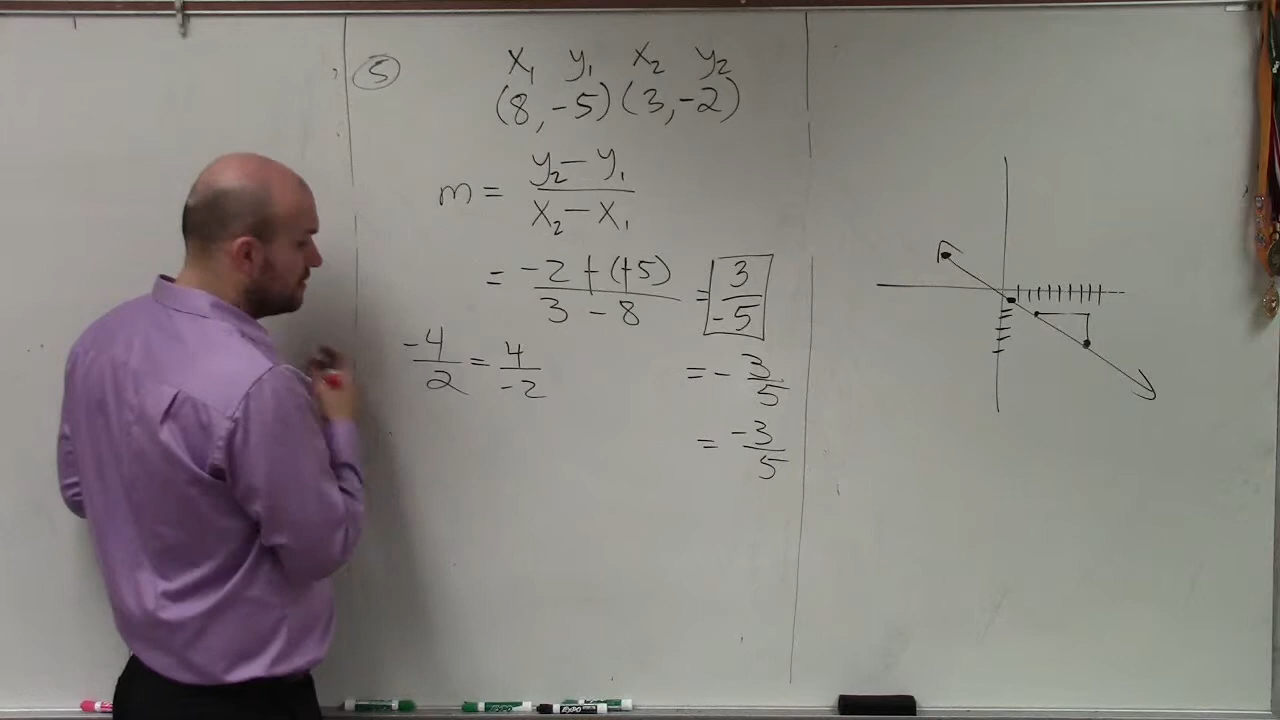 5
x₁ y₁ x₂ y₂
(8, -5) (3, -2)
m = y₂ - y₁ / x₂ - x₁
= -2 + (+5) / 3 - 8 = 3 / -5
-4 / 2 = 4 / -2
= - 3 / 5
= -3 / 5
EXPO